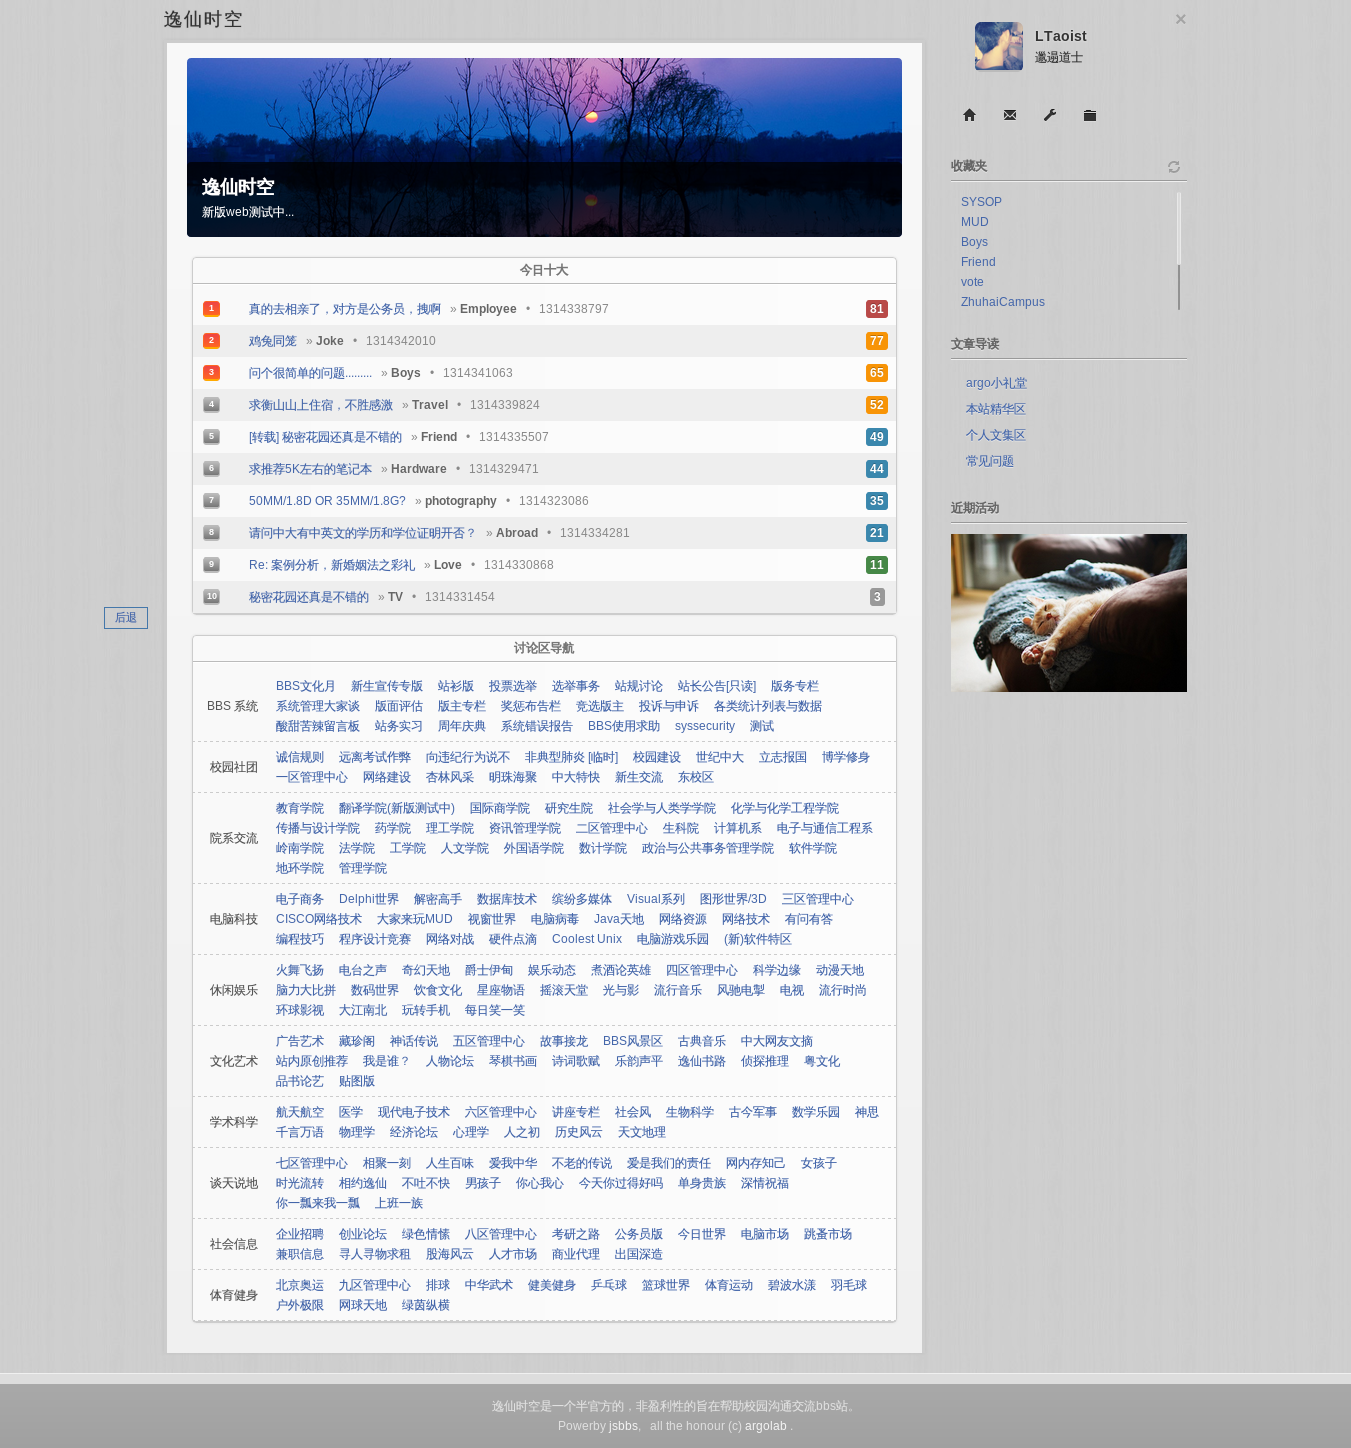 逸仙时空
×
LTaoist
邋遢道士
逸仙时空
新版web测试中...
收藏夹
SYSOP
MUD
Boys
Friend
vote
ZhuhaiCampus
文章导读
argo小礼堂
本站精华区
个人文集区
常见问题
近期活动
今日十大
1 真的去相亲了，对方是公务员，拽啊 » Employee • 1314338797 81
2 鸡兔同笼 » Joke • 1314342010 77
3 问个很简单的问题......... » Boys • 1314341063 65
4 求衡山山上住宿，不胜感激 » Travel • 1314339824 52
5 [转载] 秘密花园还真是不错的 » Friend • 1314335507 49
6 求推荐5K左右的笔记本 » Hardware • 1314329471 44
7 50MM/1.8D OR 35MM/1.8G? » photography • 1314323086 35
8 请问中大有中英文的学历和学位证明开否？ » Abroad • 1314334281 21
9 Re: 案例分析，新婚姻法之彩礼 » Love • 1314330868 11
10 秘密花园还真是不错的 » TV • 1314331454 3
后退
讨论区导航
BBS 系统
BBS文化月 新生宣传专版 站衫版 投票选举 选举事务 站规讨论 站长公告[只读] 版务专栏
系统管理大家谈 版面评估 版主专栏 奖惩布告栏 竞选版主 投诉与申诉 各类统计列表与数据
酸甜苦辣留言板 站务实习 周年庆典 系统错误报告 BBS使用求助 syssecurity 测试
校园社团
诚信规则 远离考试作弊 向违纪行为说不 非典型肺炎 [临时] 校园建设 世纪中大 立志报国 博学修身
一区管理中心 网络建设 杏林风采 明珠海聚 中大特快 新生交流 东校区
院系交流
教育学院 翻译学院(新版测试中) 国际商学院 研究生院 社会学与人类学学院 化学与化学工程学院
传播与设计学院 药学院 理工学院 资讯管理学院 二区管理中心 生科院 计算机系 电子与通信工程系
岭南学院 法学院 工学院 人文学院 外国语学院 数计学院 政治与公共事务管理学院 软件学院
地环学院 管理学院
电脑科技
电子商务 Delphi世界 解密高手 数据库技术 缤纷多媒体 Visual系列 图形世界/3D 三区管理中心
CISCO网络技术 大家来玩MUD 视窗世界 电脑病毒 Java天地 网络资源 网络技术 有问有答
编程技巧 程序设计竞赛 网络对战 硬件点滴 Coolest Unix 电脑游戏乐园 (新)软件特区
休闲娱乐
火舞飞扬 电台之声 奇幻天地 爵士伊甸 娱乐动态 煮酒论英雄 四区管理中心 科学边缘 动漫天地
脑力大比拼 数码世界 饮食文化 星座物语 摇滚天堂 光与影 流行音乐 风驰电掣 电视 流行时尚
环球影视 大江南北 玩转手机 每日笑一笑
文化艺术
广告艺术 藏珍阁 神话传说 五区管理中心 故事接龙 BBS风景区 古典音乐 中大网友文摘
站内原创推荐 我是谁？ 人物论坛 琴棋书画 诗词歌赋 乐韵声平 逸仙书路 侦探推理 粤文化
品书论艺 贴图版
学术科学
航天航空 医学 现代电子技术 六区管理中心 讲座专栏 社会风 生物科学 古今军事 数学乐园 神思
千言万语 物理学 经济论坛 心理学 人之初 历史风云 天文地理
谈天说地
七区管理中心 相聚一刻 人生百味 爱我中华 不老的传说 爱是我们的责任 网内存知己 女孩子
时光流转 相约逸仙 不吐不快 男孩子 你心我心 今天你过得好吗 单身贵族 深情祝福
你一瓢来我一瓢 上班一族
社会信息
企业招聘 创业论坛 绿色情愫 八区管理中心 考研之路 公务员版 今日世界 电脑市场 跳蚤市场
兼职信息 寻人寻物求租 股海风云 人才市场 商业代理 出国深造
体育健身
北京奥运 九区管理中心 排球 中华武术 健美健身 乒乓球 篮球世界 体育运动 碧波水漾 羽毛球
户外极限 网球天地 绿茵纵横
逸仙时空是一个半官方的，非盈利性的旨在帮助校园沟通交流bbs站。
Powerby jsbbs, all the honour (c) argolab .